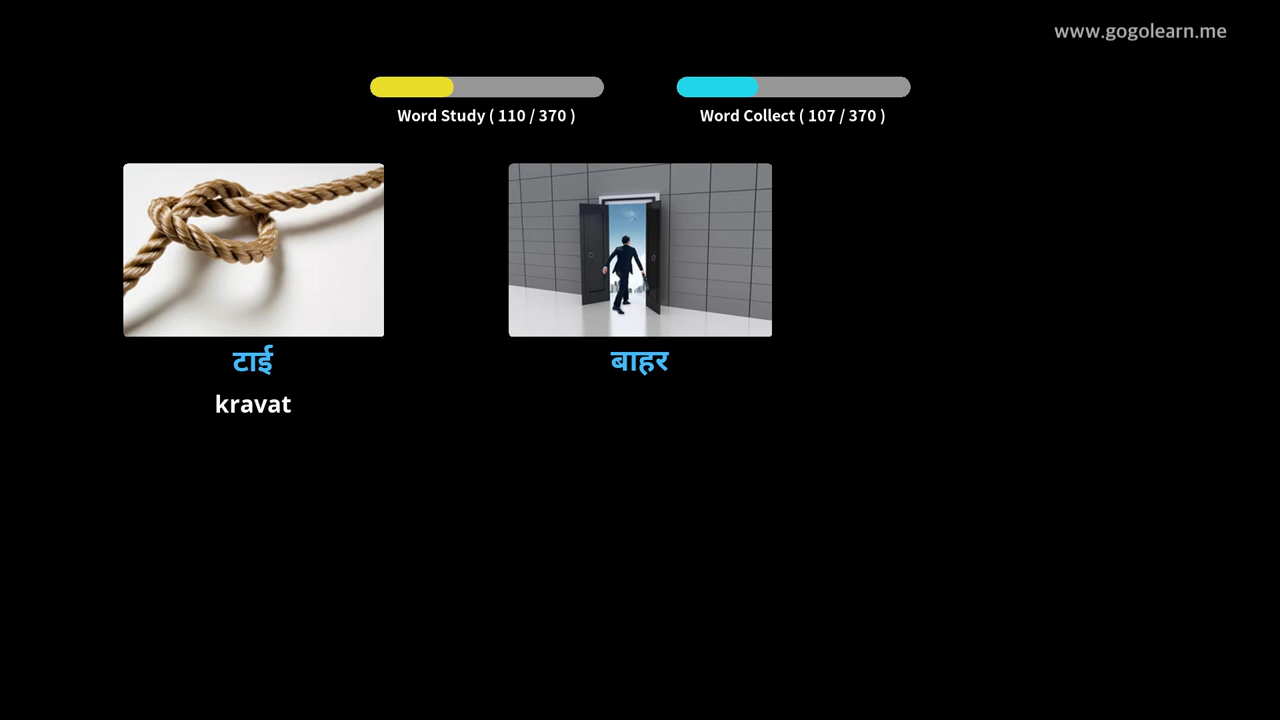 www.gogolearn.me
Word Study ( 110 / 370 )
Word Collect ( 107 / 370 )
टाई
बाहर
kravat